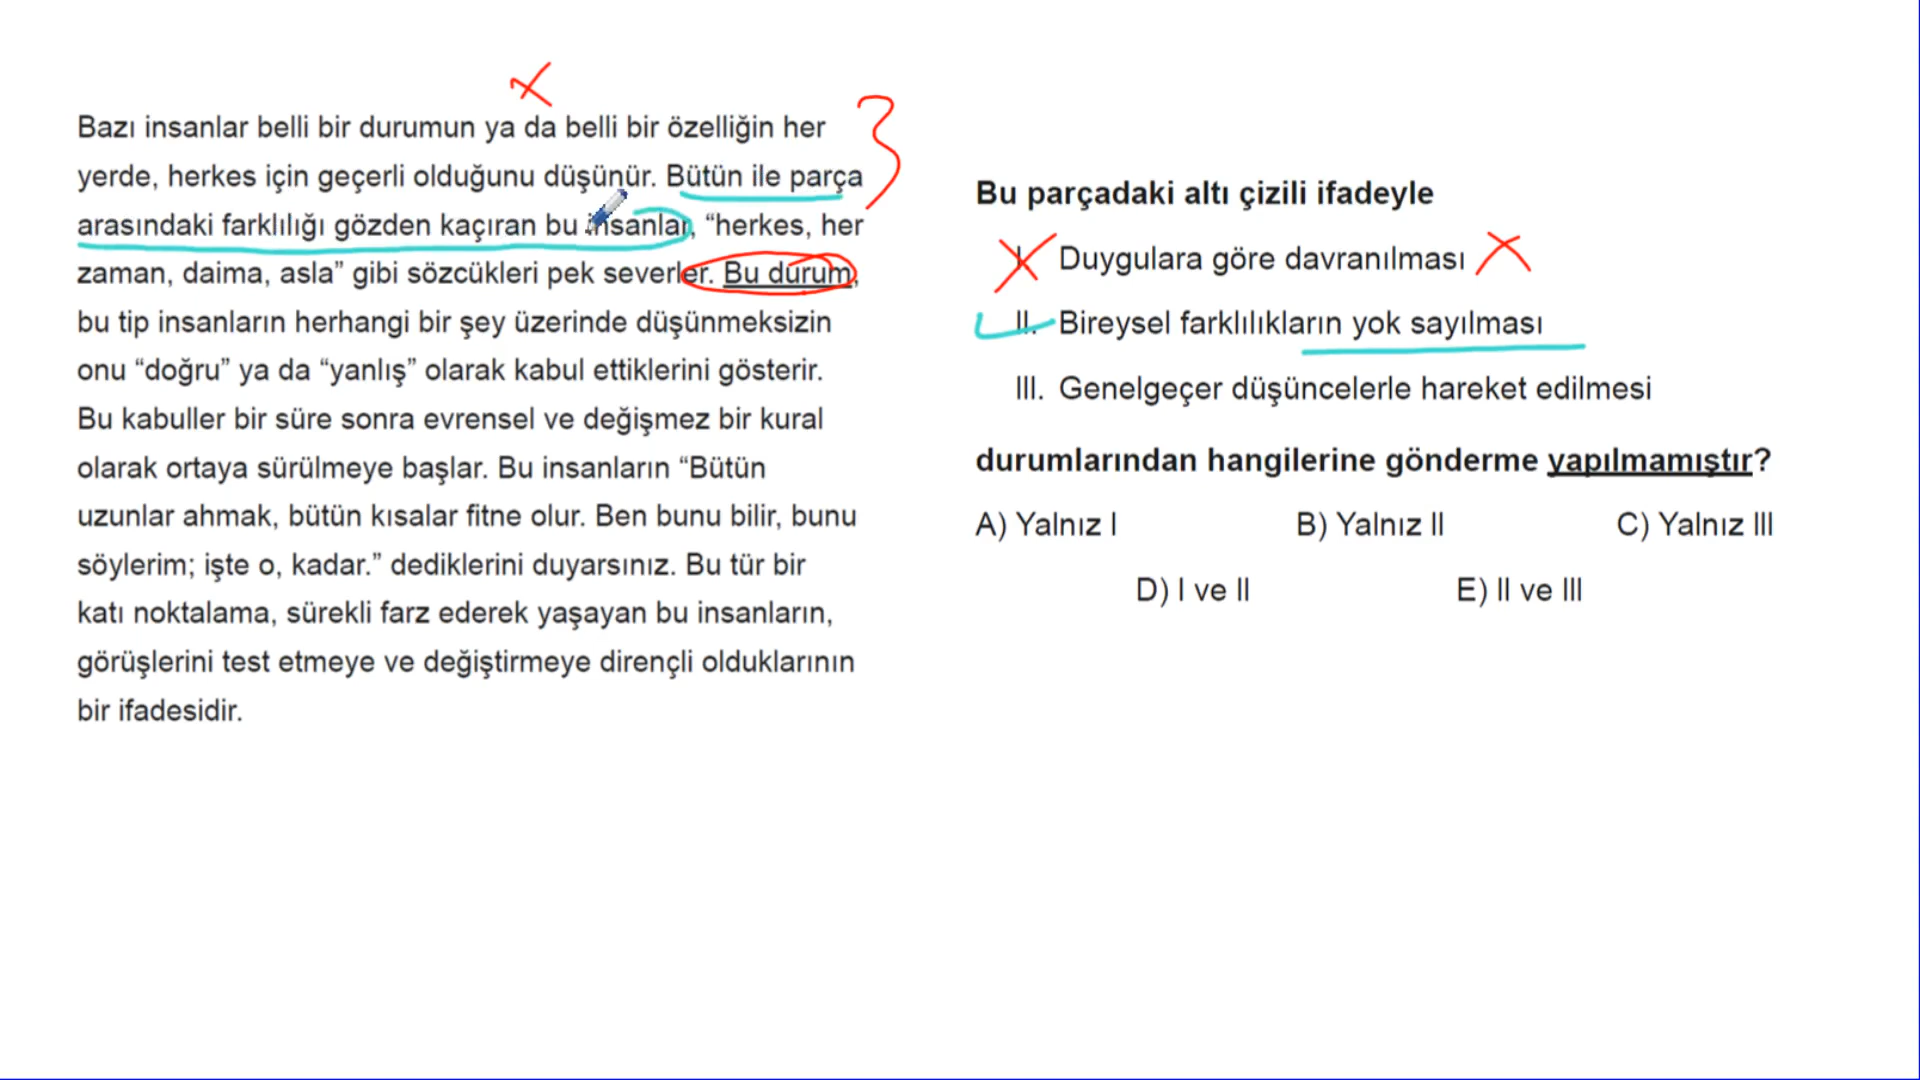 Bazı insanlar belli bir durumun ya da belli bir özelliğin her
yerde, herkes için geçerli olduğunu düşünür. Bütün ile parça
arasındaki farklılığı gözden kaçıran bu insanlar, “herkes, her
zaman, daima, asla” gibi sözcükleri pek severler. Bu durum,
bu tip insanların herhangi bir şey üzerinde düşünmeksizin
onu “doğru” ya da “yanlış” olarak kabul ettiklerini gösterir.
Bu kabuller bir süre sonra evrensel ve değişmez bir kural
olarak ortaya sürülmeye başlar. Bu insanların “Bütün
uzunlar ahmak, bütün kısalar fitne olur. Ben bunu bilir, bunu
söylerim; işte o, kadar.” dediklerini duyarsınız. Bu tür bir
katı noktalama, sürekli farz ederek yaşayan bu insanların,
görüşlerini test etmeye ve değiştirmeye dirençli olduklarının
bir ifadesidir.
Bu parçadaki altı çizili ifadeyle
I. Duygulara göre davranılması
II. Bireysel farklılıkların yok sayılması
III. Genelgeçer düşüncelerle hareket edilmesi
durumlarından hangilerine gönderme yapılmamıştır?
A) Yalnız I B) Yalnız II C) Yalnız III
D) I ve II E) II ve III